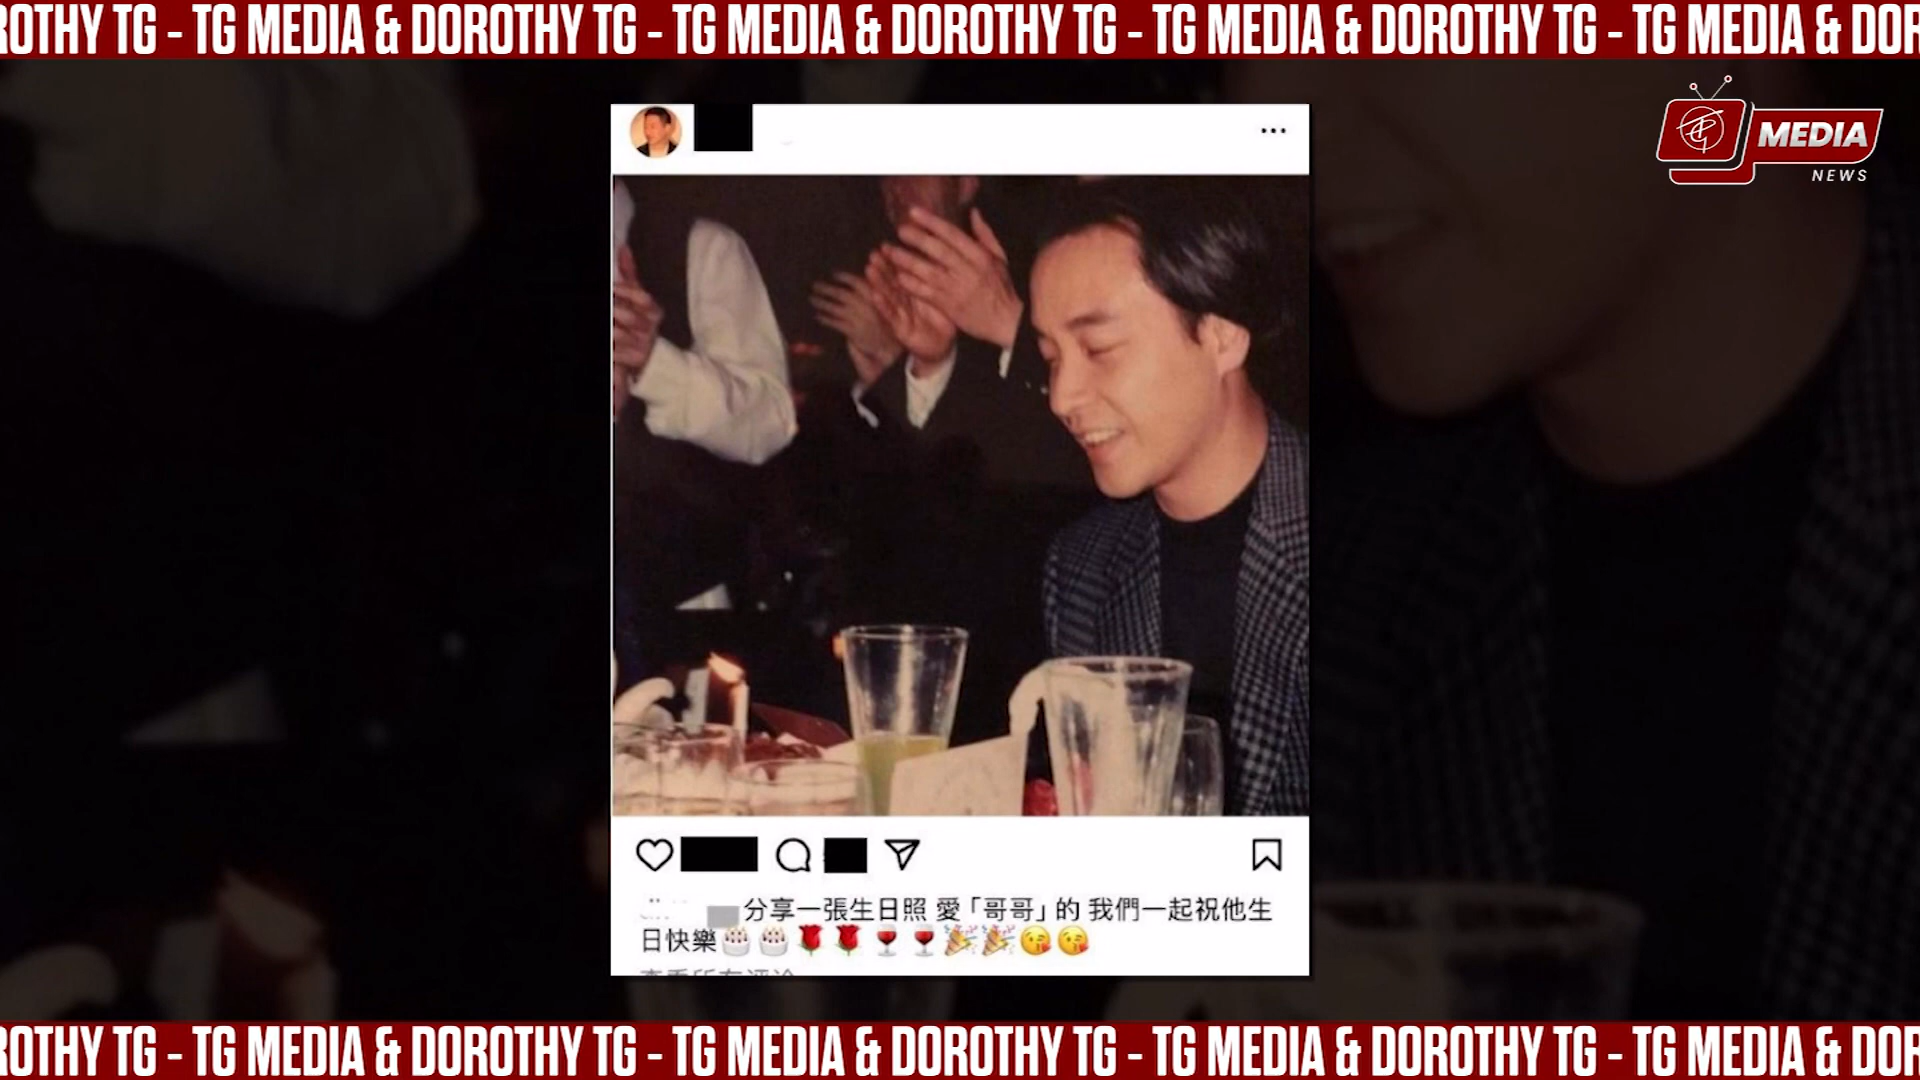 OROTHY TG - TG MEDIA & DOROTHY TG - TG MEDIA & DOROTHY TG - TG MEDIA & DOROTHY TG - TG MEDIA & DOR
MEDIA
NEWS
分享一張生日照 愛「哥哥」的 我們一起祝他生
日快樂🎂🎂🌹🌹🍷🍷🎉🎉😘😘
OROTHY TG - TG MEDIA & DOROTHY TG - TG MEDIA & DOROTHY TG - TG MEDIA & DOROTHY TG - TG MEDIA & DOR